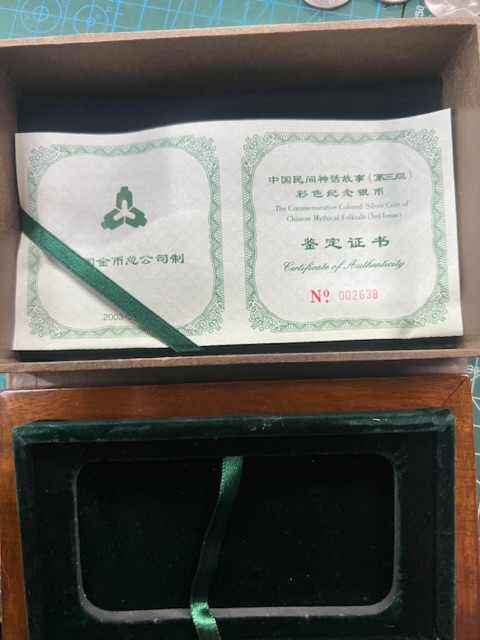 国金币总公司制
2003
中国民间神话故事(第三组)
彩色纪念银币
The Commemorative Colored Silver Coin of
Chinese Mythical Folktale (3rd Issue)
鉴定证书
Certificate of Authenticity
Nº 002638